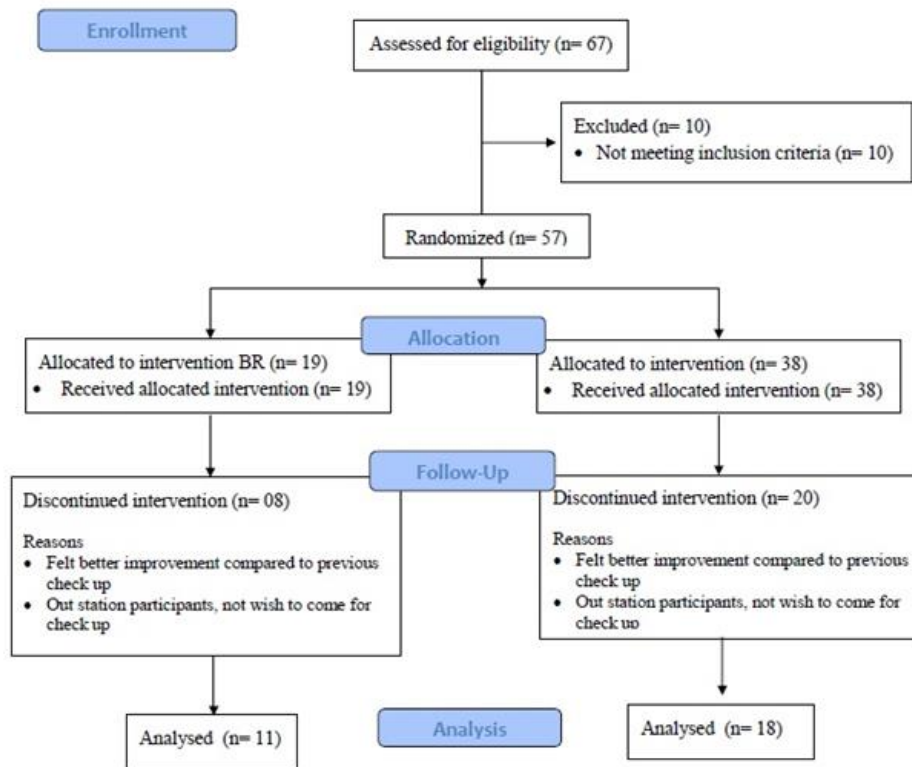 Enrollment
Assessed for eligibility (n= 67)
Excluded (n= 10)
• Not meeting inclusion criteria (n= 10)
Randomized (n= 57)
Allocation
Allocated to intervention BR (n= 19)
• Received allocated intervention (n= 19)
Allocated to intervention (n= 38)
• Received allocated intervention (n= 38)
Follow-Up
Discontinued intervention (n= 08)
Reasons
• Felt better improvement compared to previous
check up
• Out station participants, not wish to come for
check up
Discontinued intervention (n= 20)
Reasons
• Felt better improvement compared to previous
check up
• Out station participants, not wish to come for
check up
Analysis
Analysed (n= 11)
Analysed (n= 18)